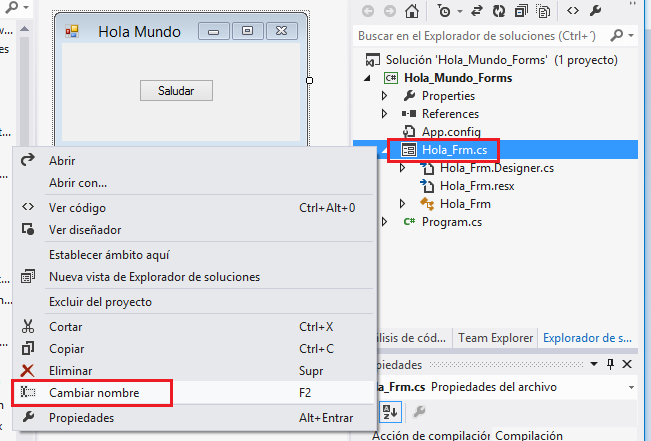 Hola Mundo
Saludar
Buscar en el Explorador de soluciones (Ctrl+´)
Solución 'Hola_Mundo_Forms' (1 proyecto)
Hola_Mundo_Forms
Properties
References
App.config
Hola_Frm.cs
Hola_Frm.Designer.cs
Hola_Frm.resx
Hola_Frm
Program.cs
Abrir
Abrir con...
Ver código Ctrl+Alt+0
Ver diseñador
Establecer ámbito aquí
Nueva vista de Explorador de soluciones
Excluir del proyecto
Cortar Ctrl+X
Copiar Ctrl+C
Eliminar Supr
Cambiar nombre F2
Propiedades Alt+Entrar
álisis de cód... Team Explorer Explorador de s...
piedades
la_Frm.cs Propiedades del archivo
Acción de compilación Compilación